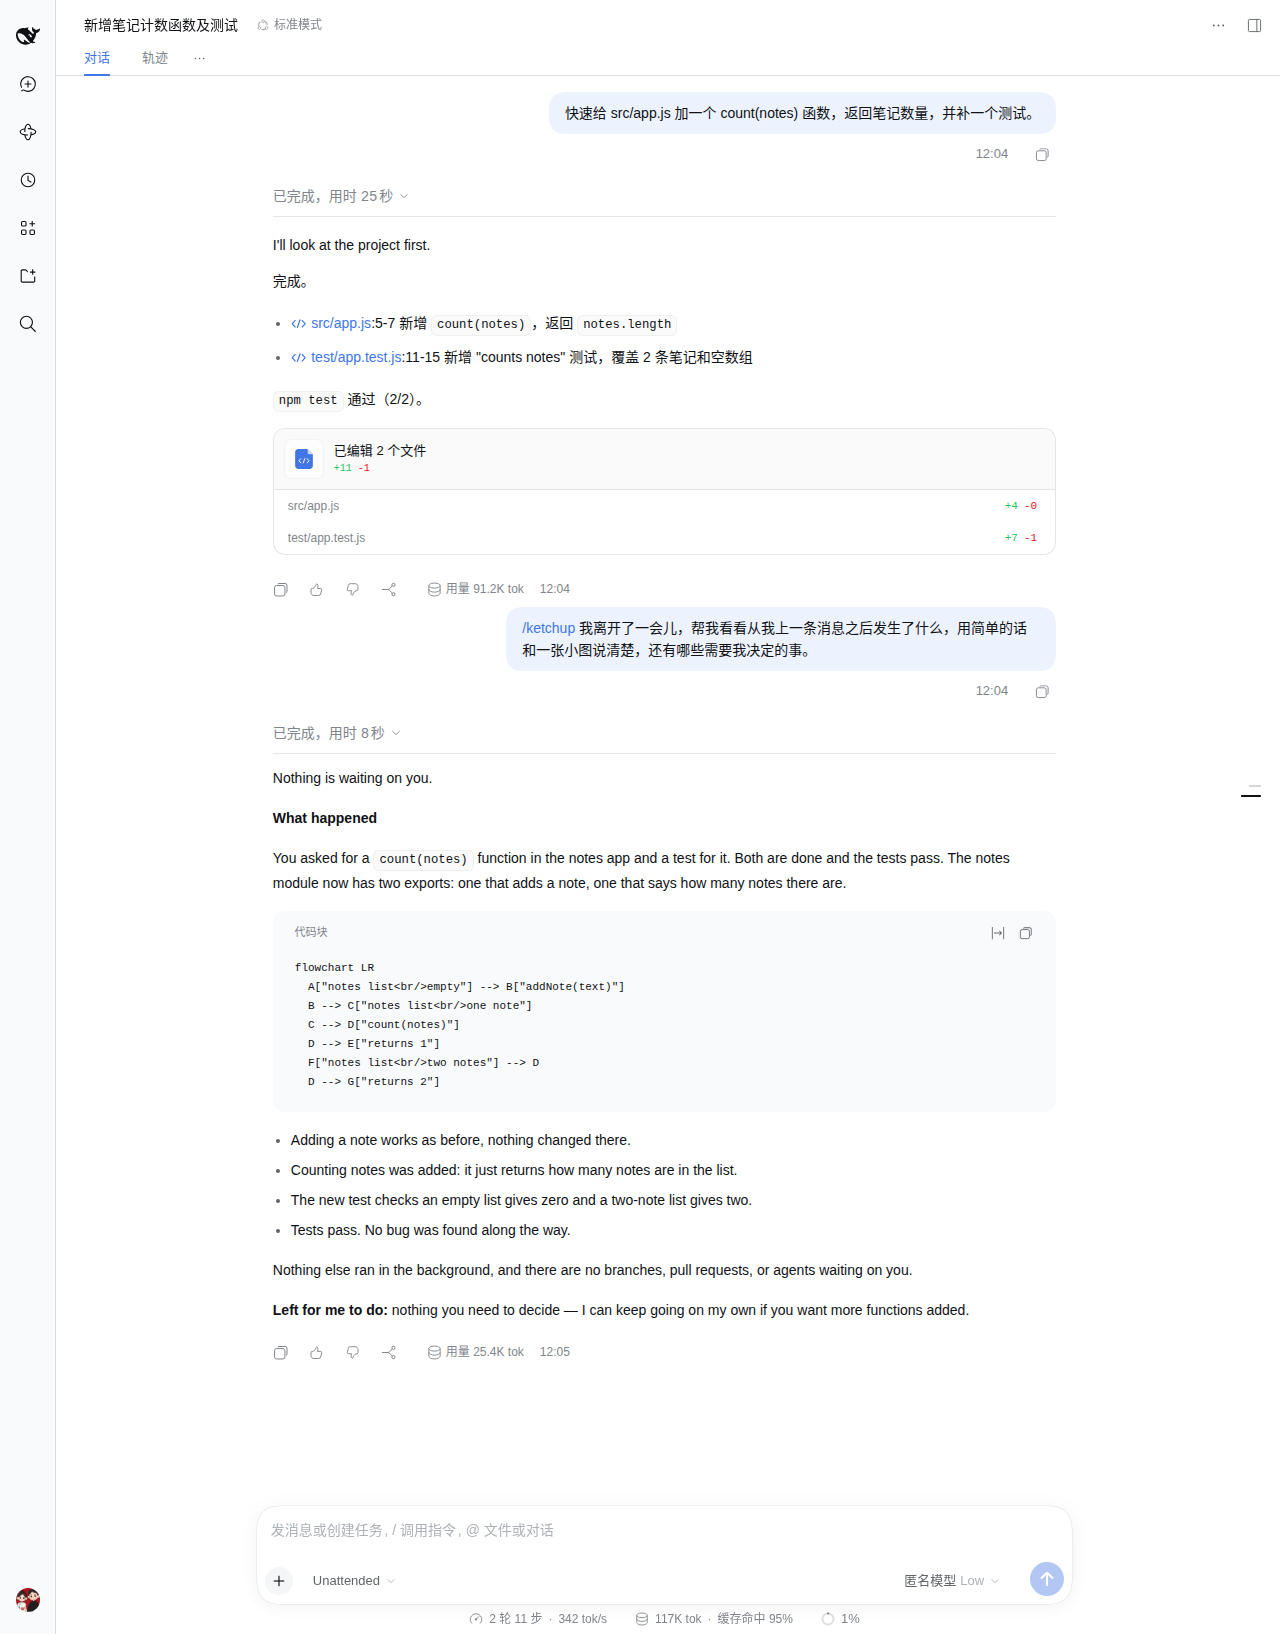 新增笔记计数函数及测试 标准模式
对话 轨迹 ···
快速给 src/app.js 加一个 count(notes) 函数，返回笔记数量，并补一个测试。
12:04
已完成，用时 25 秒
I'll look at the project first.
完成。
• src/app.js:5-7 新增 count(notes)，返回 notes.length
• test/app.test.js:11-15 新增 "counts notes" 测试，覆盖 2 条笔记和空数组
npm test 通过（2/2）。
已编辑 2 个文件
+11 -1
src/app.js +4 -0
test/app.test.js +7 -1
用量 91.2K tok 12:04
/ketchup 我离开了一会儿，帮我看看从我上一条消息之后发生了什么，用简单的话
和一张小图说清楚，还有哪些需要我决定的事。
12:04
已完成，用时 8 秒
Nothing is waiting on you.
What happened
You asked for a count(notes) function in the notes app and a test for it. Both are done and the tests pass. The notes
module now has two exports: one that adds a note, one that says how many notes there are.
代码块
flowchart LR
  A["notes list<br/>empty"] --> B["addNote(text)"]
  B --> C["notes list<br/>one note"]
  C --> D["count(notes)"]
  D --> E["returns 1"]
  F["notes list<br/>two notes"] --> D
  D --> G["returns 2"]
• Adding a note works as before, nothing changed there.
• Counting notes was added: it just returns how many notes are in the list.
• The new test checks an empty list gives zero and a two-note list gives two.
• Tests pass. No bug was found along the way.
Nothing else ran in the background, and there are no branches, pull requests, or agents waiting on you.
Left for me to do: nothing you need to decide — I can keep going on my own if you want more functions added.
用量 25.4K tok 12:05
发消息或创建任务，/ 调用指令，@ 文件或对话
Unattended 匿名模型 Low
2 轮 11 步 · 342 tok/s 117K tok · 缓存命中 95% 1%